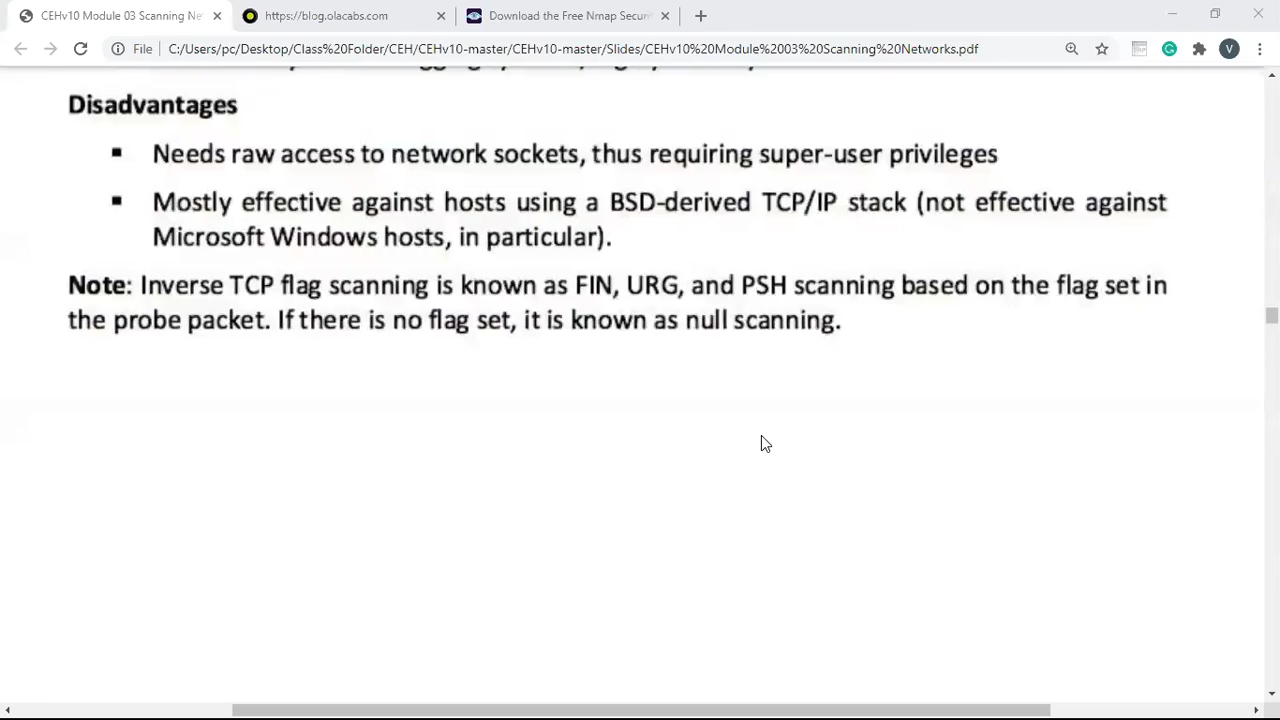 CEHv10 Module 03 Scanning Ne
https://blog.olacabs.com
Download the Free Nmap Secur
File
C:/Users/pc/Desktop/Class%20Folder/CEH/CEHv10-master/CEHv10-master/Slides/CEHv10%20Module%2003%20Scanning%20Networks.pdf
V
Disadvantages
▪ Needs raw access to network sockets, thus requiring super-user privileges
▪ Mostly effective against hosts using a BSD-derived TCP/IP stack (not effective against
Microsoft Windows hosts, in particular).
Note: Inverse TCP flag scanning is known as FIN, URG, and PSH scanning based on the flag set in
the probe packet. If there is no flag set, it is known as null scanning.